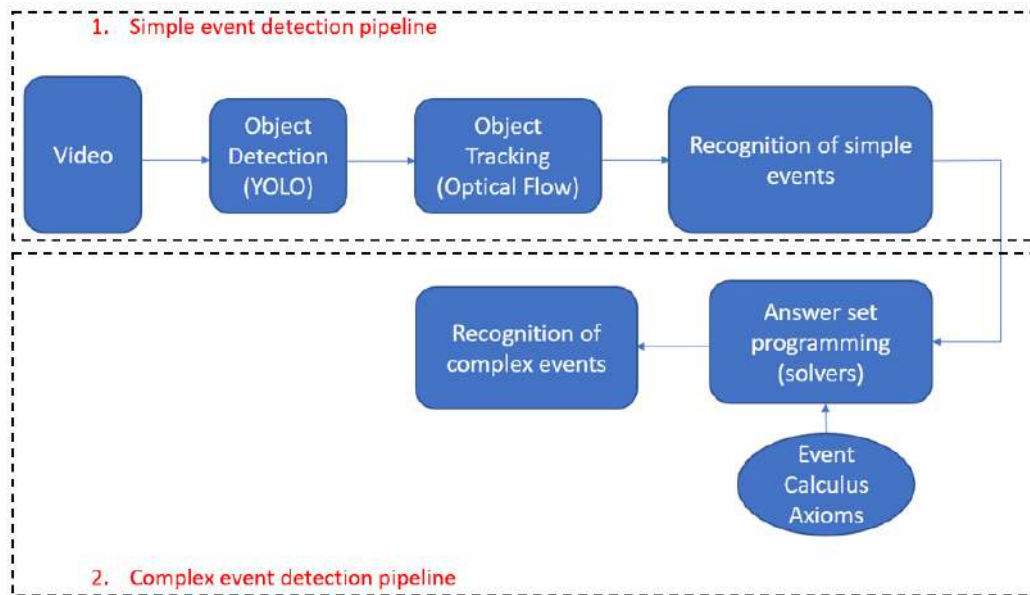 1. Simple event detection pipeline
Video
Object
Detection
(YOLO)
Object
Tracking
(Optical Flow)
Recognition of simple
events
Recognition of
complex events
Answer set
programming
(solvers)
Event
Calculus
Axioms
2. Complex event detection pipeline